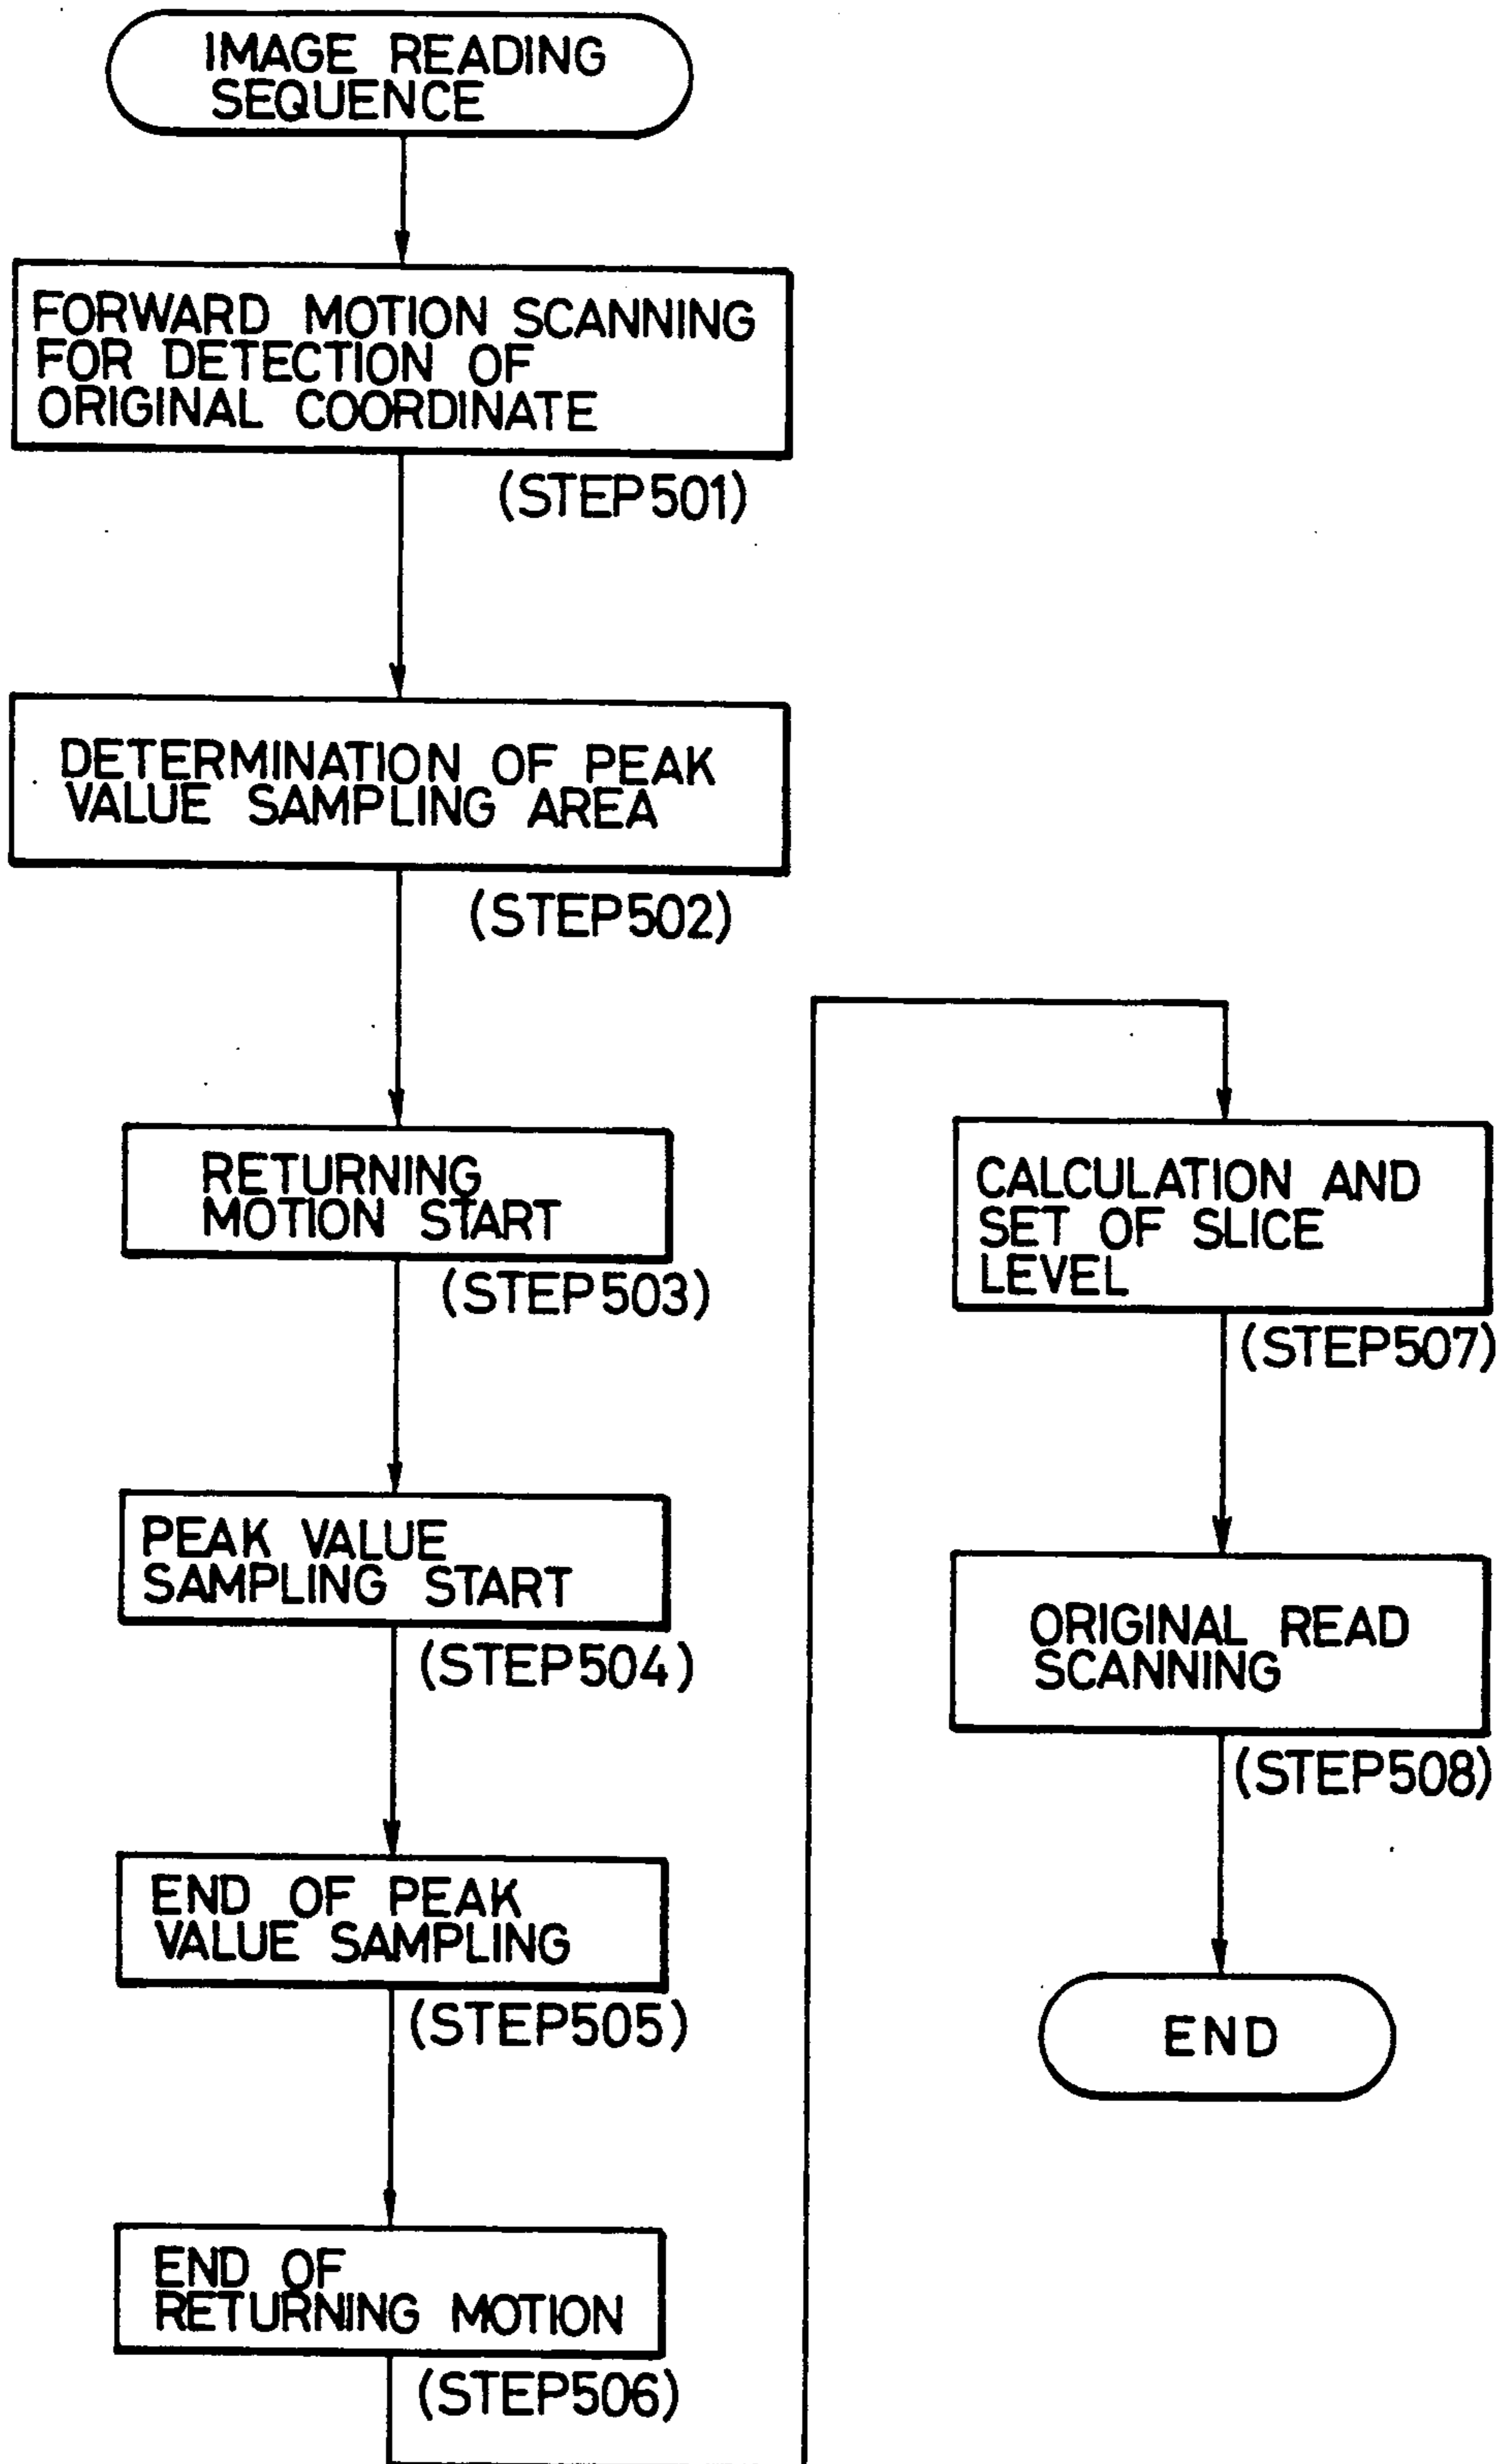 IMAGE READING
SEQUENCE
FORWARD MOTION SCANNING
FOR DETECTION OF
ORIGINAL COORDINATE
(STEP501)
DETERMINATION OF PEAK
VALUE SAMPLING AREA
(STEP502)
RETURNING
MOTION START
(STEP503)
PEAK VALUE
SAMPLING START
(STEP504)
END OF PEAK
VALUE SAMPLING
(STEP505)
END OF
RETURNING MOTION
(STEP506)
CALCULATION AND
SET OF SLICE
LEVEL
(STEP507)
ORIGINAL READ
SCANNING
(STEP508)
END